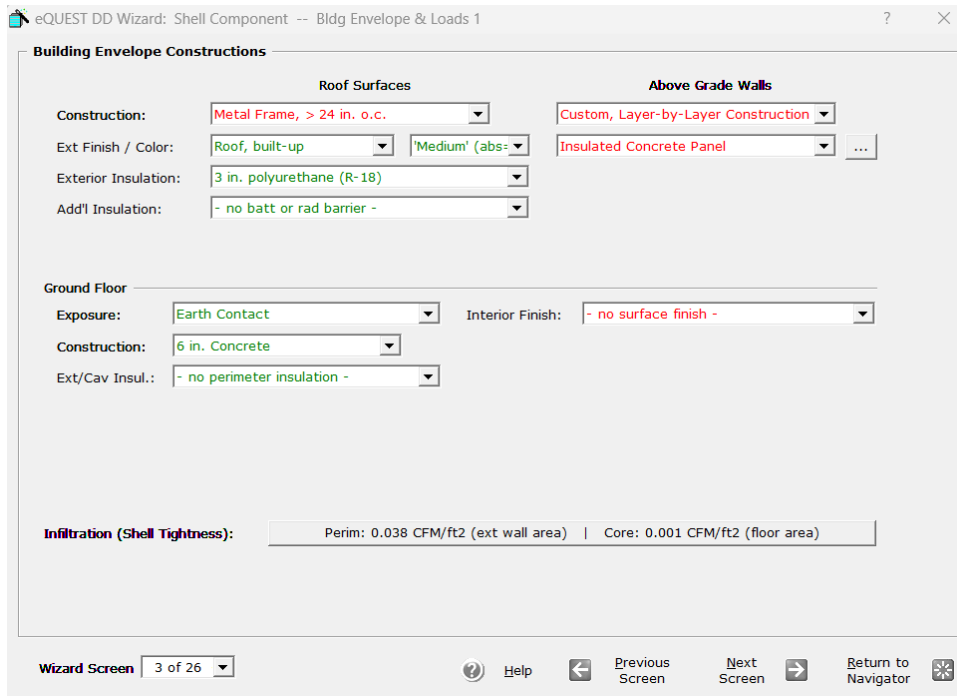 eQUEST DD Wizard: Shell Component -- Bldg Envelope & Loads 1 ?
Building Envelope Constructions
Roof Surfaces Above Grade Walls
Construction: Metal Frame, > 24 in. o.c. Custom, Layer-by-Layer Construction
Ext Finish / Color: Roof, built-up 'Medium' (abs= Insulated Concrete Panel ...
Exterior Insulation: 3 in. polyurethane (R-18)
Add'l Insulation: - no batt or rad barrier -
Ground Floor
Exposure: Earth Contact Interior Finish: - no surface finish -
Construction: 6 in. Concrete
Ext/Cav Insul.: - no perimeter insulation -
Infiltration (Shell Tightness): Perim: 0.038 CFM/ft2 (ext wall area) | Core: 0.001 CFM/ft2 (floor area)
Wizard Screen 3 of 26 ? Help Previous Screen Next Screen Return to Navigator